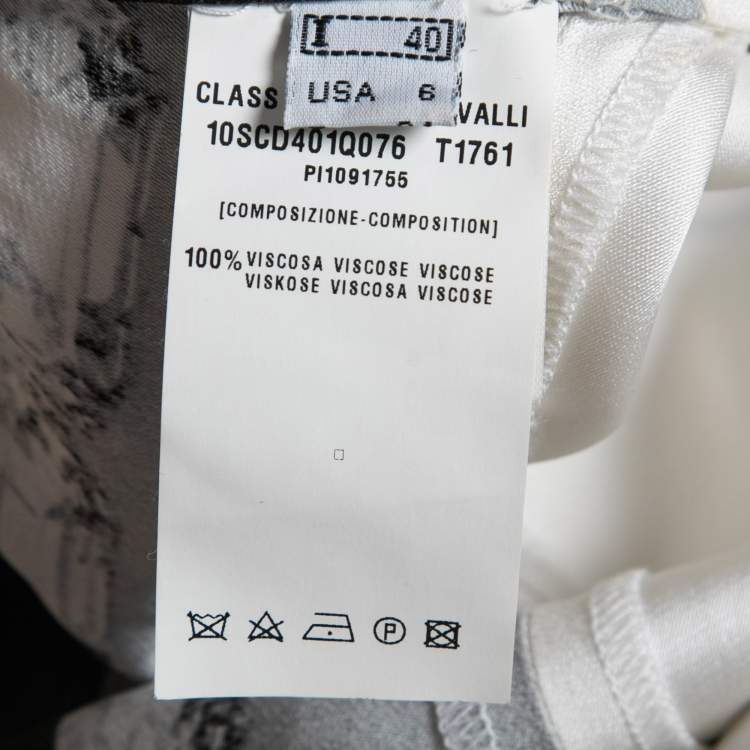 I 40
USA 6
CLASS VALLI
10SCD401Q076 T1761
PI1091755
[COMPOSIZIONE-COMPOSITION]
100% VISCOSA VISCOSE VISCOSE
VISKOSE VISCOSA VISCOSE
P